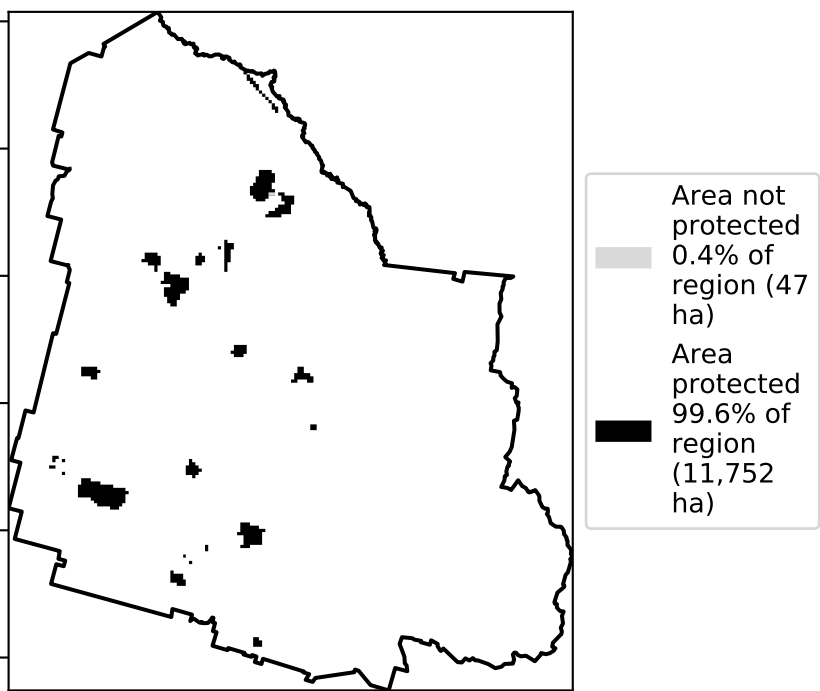 Area not
protected
0.4% of
region (47
ha)
Area
protected
99.6% of
region
(11,752
ha)